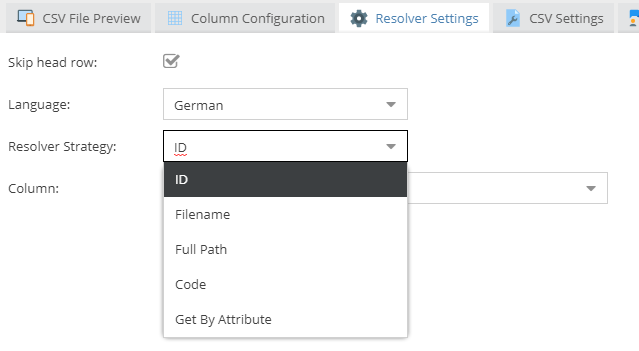 CSV File Preview Column Configuration Resolver Settings CSV Settings
Skip head row:
Language: German
Resolver Strategy: ID
ID
Column:
Filename
Full Path
Code
Get By Attribute